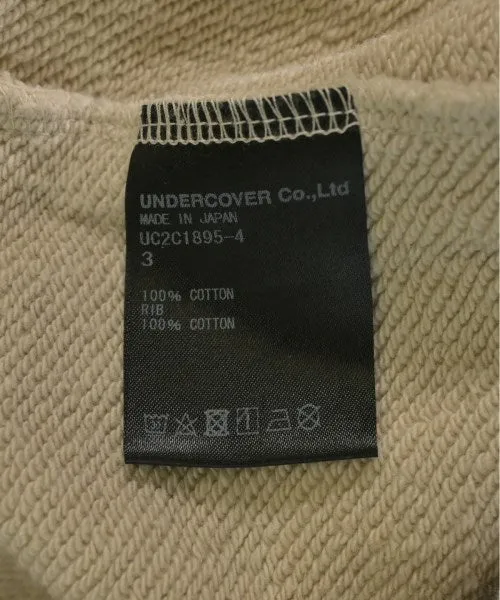 UNDERCOVER Co.,Ltd
MADE IN JAPAN
UC2C1895-4
3
100% COTTON
RIB
100% COTTON